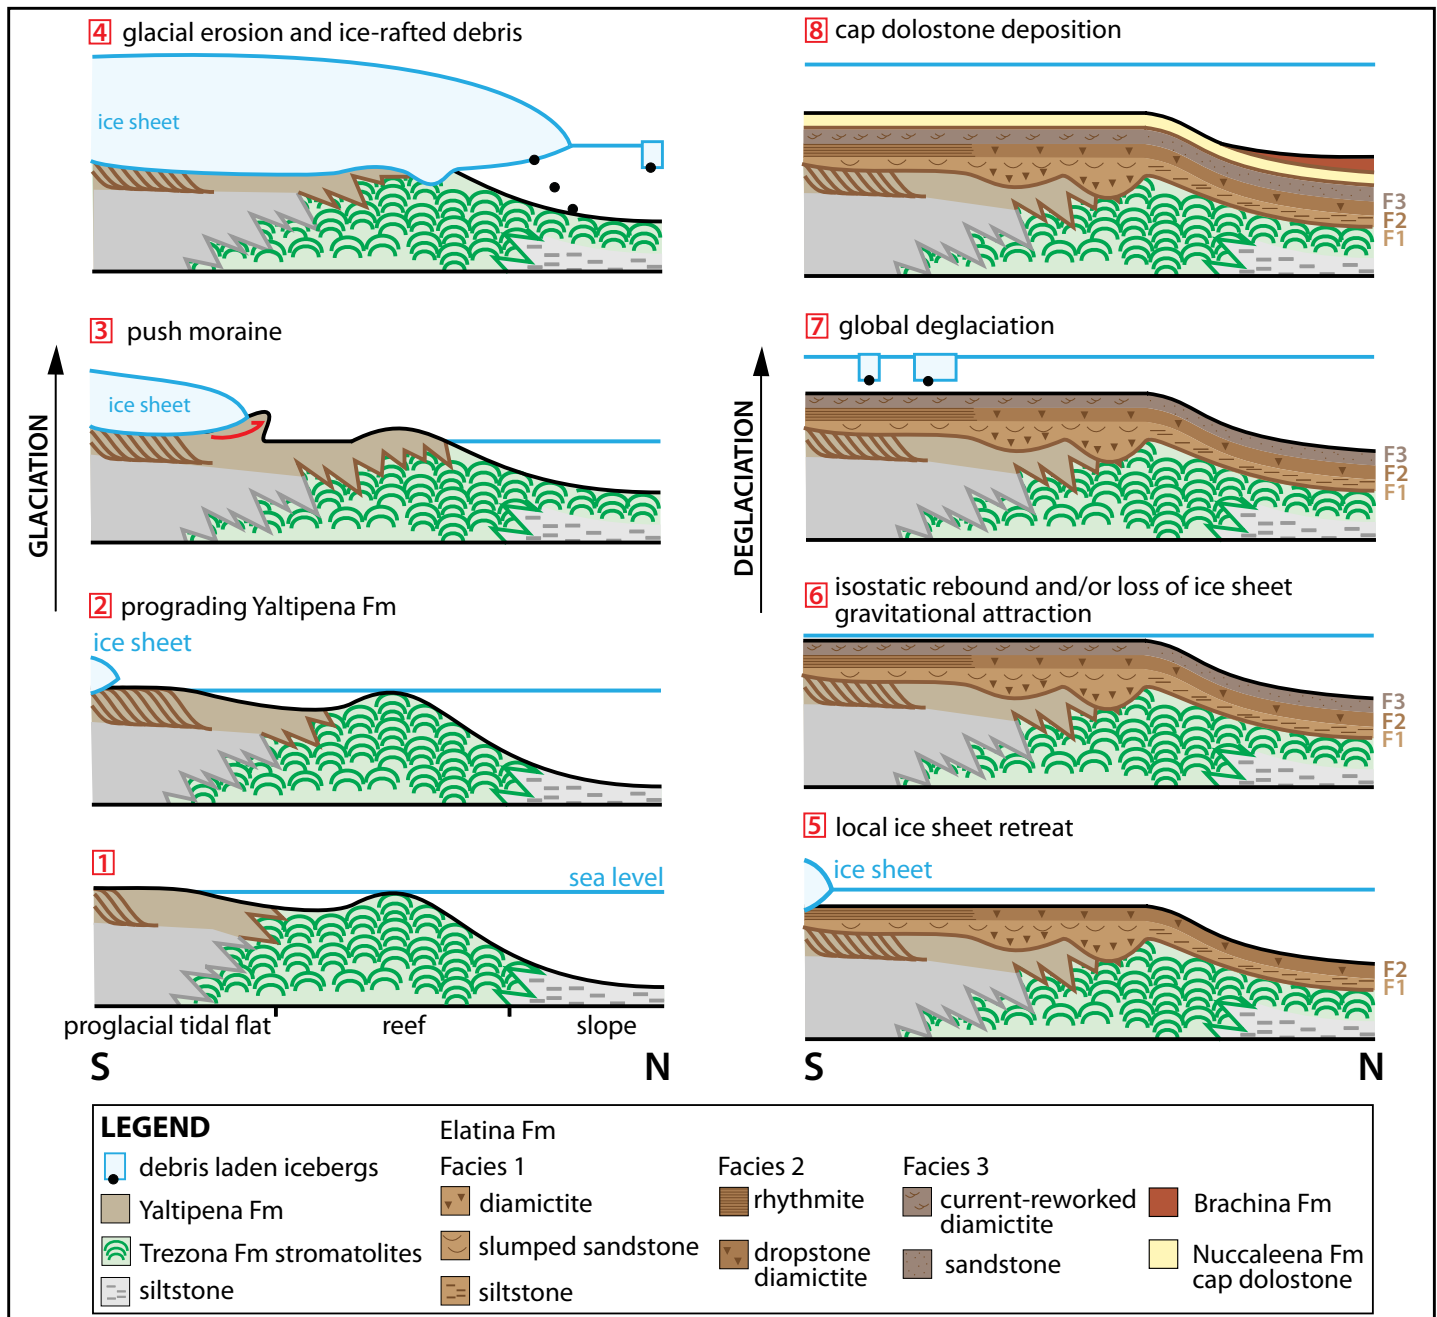 4 glacial erosion and ice-rafted debris
ice sheet
3 push moraine
ice sheet
GLACIATION
2 prograding Yaltipena Fm
ice sheet
1
sea level
proglacial tidal flat reef slope
S N
8 cap dolostone deposition
F3
F2
F1
7 global deglaciation
F3
F2
F1
DEGLACIATION
6 isostatic rebound and/or loss of ice sheet
gravitational attraction
F3
F2
F1
5 local ice sheet retreat
ice sheet
F2
F1
S N
LEGEND
debris laden icebergs
Yaltipena Fm
Trezona Fm stromatolites
siltstone
Elatina Fm
Facies 1
diamictite
slumped sandstone
siltstone
Facies 2
rhythmite
dropstone
diamictite
Facies 3
current-reworked
diamictite
sandstone
Brachina Fm
Nuccaleena Fm
cap dolostone